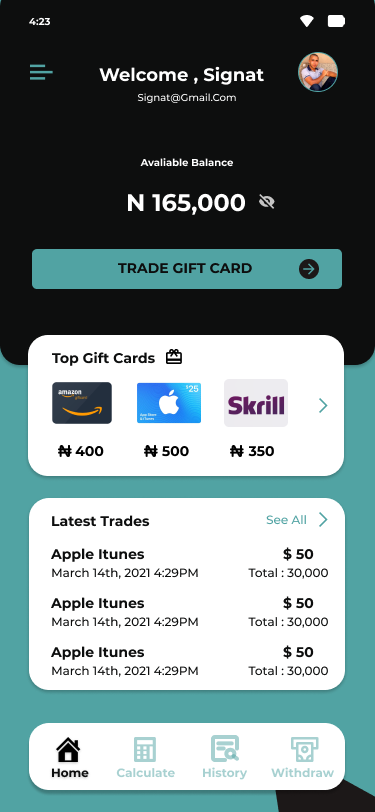 4:23
Welcome , Signat
Signat@Gmail.Com
Avaliable Balance
N 165,000
TRADE GIFT CARD
Top Gift Cards
amazon
$25
Skrill
₦ 400
₦ 500
₦ 350
Latest Trades
See All
Apple Itunes
$ 50
March 14th, 2021 4:29PM
Total : 30,000
Apple Itunes
$ 50
March 14th, 2021 4:29PM
Total : 30,000
Apple Itunes
$ 50
March 14th, 2021 4:29PM
Total : 30,000
Home
Calculate
History
Withdraw